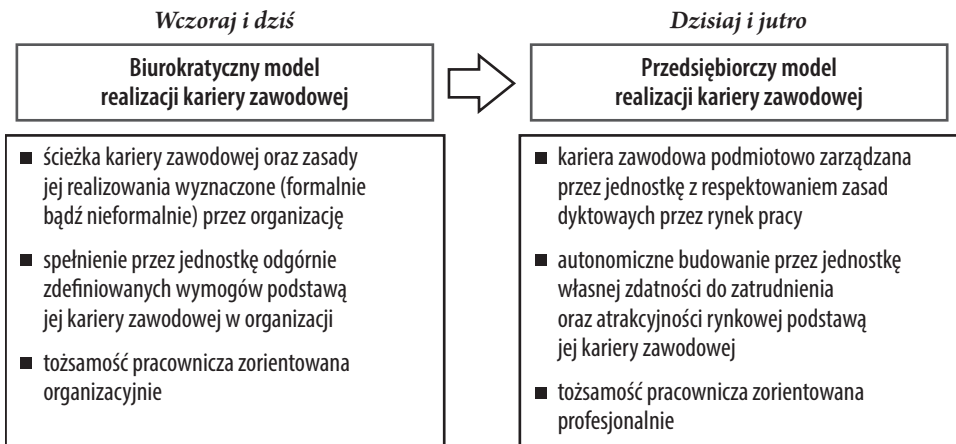 Wczoraj i dziś
Biurokratyczny model
realizacji kariery zawodowej
ścieżka kariery zawodowej oraz zasady
jej realizowania wyznaczone (formalnie
bądź nieformalnie) przez organizację
spełnienie przez jednostkę odgórnie
zdefiniowanych wymogów podstawą
jej kariery zawodowej w organizacji
tożsamość pracownicza zorientowana
organizacyjnie
Dzisiaj i jutro
Przedsiębiorczy model
realizacji kariery zawodowej
kariera zawodowa podmiotowo zarządzana
przez jednostkę z respektowaniem zasad
dyktowaych przez rynek pracy
autonomiczne budowanie przez jednostkę
własnej zdatności do zatrudnienia
oraz atrakcyjności rynkowej podstawą
jej kariery zawodowej
tożsamość pracownicza zorientowana
profesjonalnie